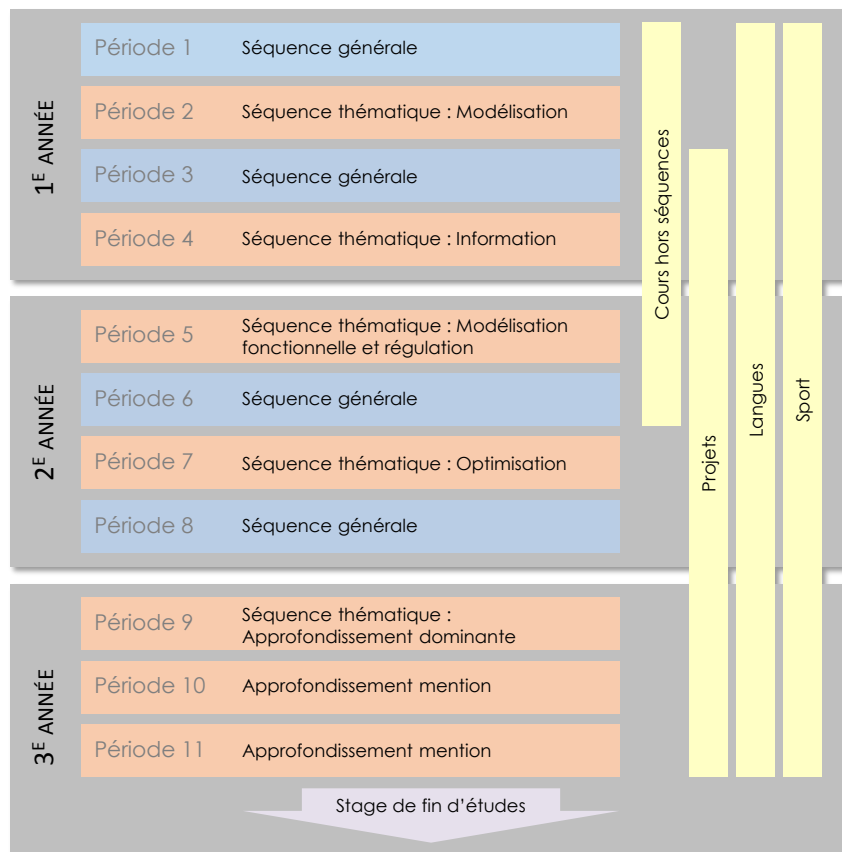 1E ANNÉE
Période 1 Séquence générale
Période 2 Séquence thématique : Modélisation
Période 3 Séquence générale
Période 4 Séquence thématique : Information
2E ANNÉE
Période 5 Séquence thématique : Modélisation
fonctionnelle et régulation
Période 6 Séquence générale
Période 7 Séquence thématique : Optimisation
Période 8 Séquence générale
3E ANNÉE
Période 9 Séquence thématique :
Approfondissement dominante
Période 10 Approfondissement mention
Période 11 Approfondissement mention
Stage de fin d’études
Cours hors séquences
Projets
Langues
Sport